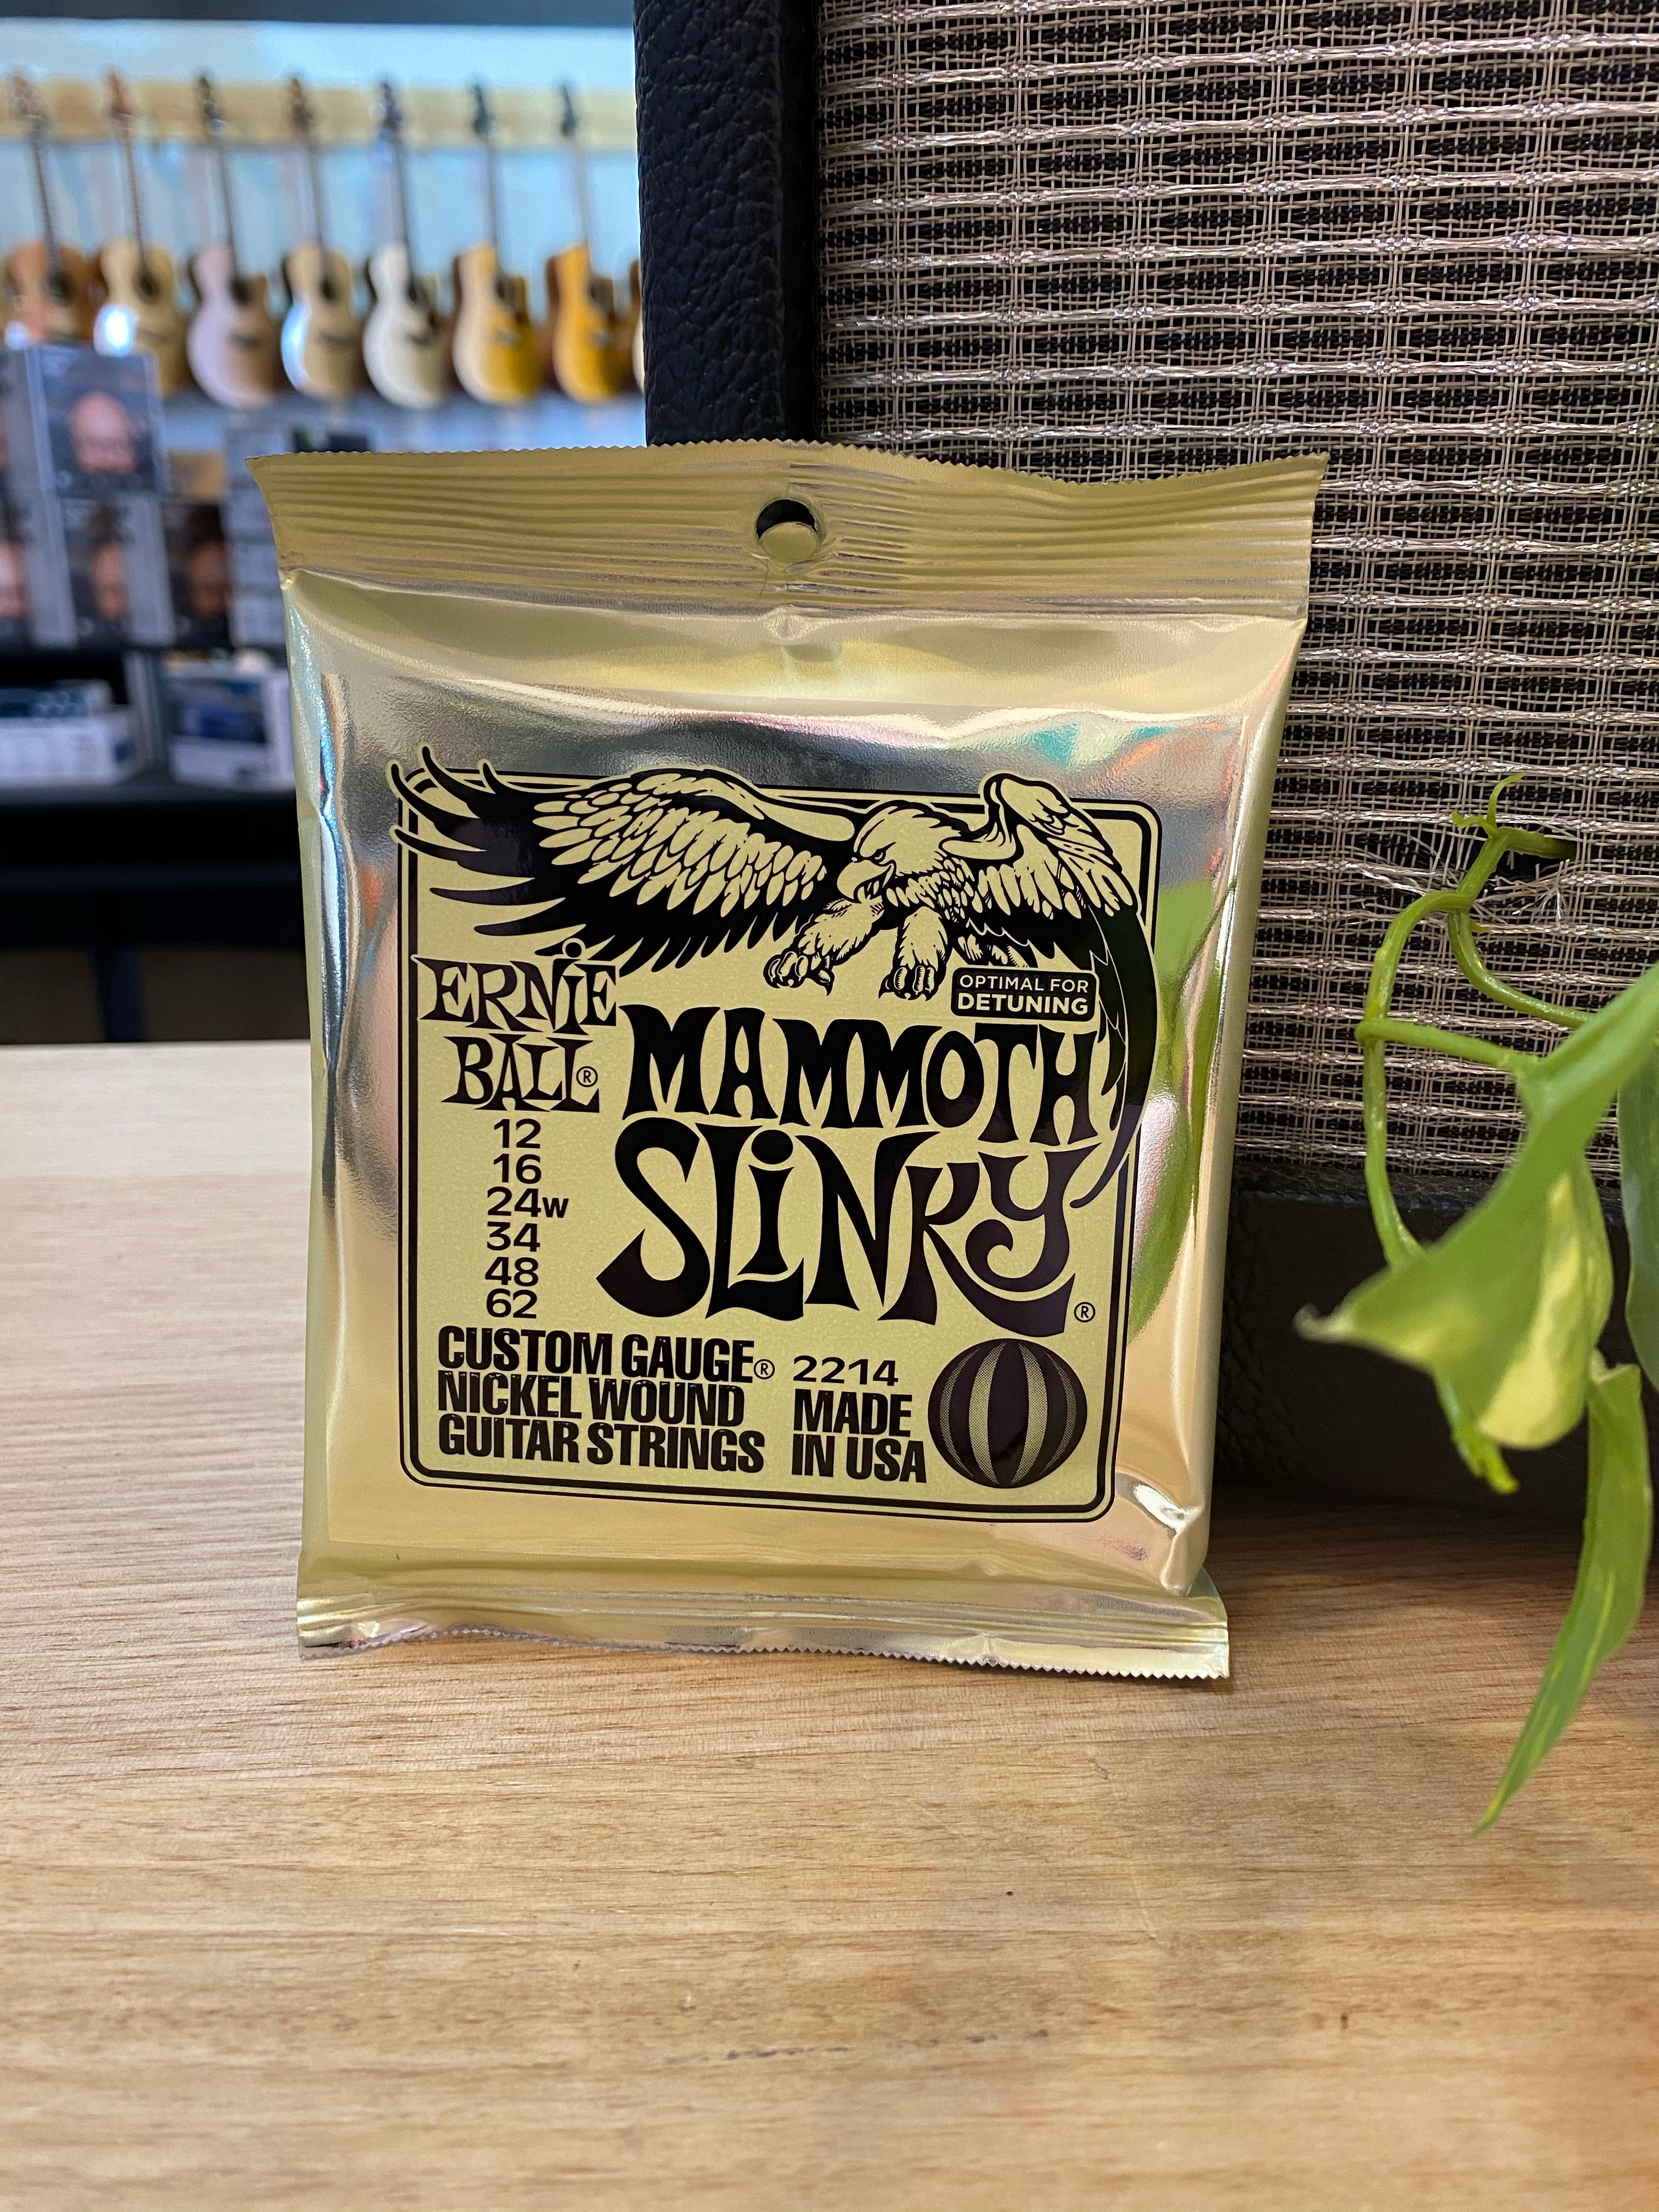 ERNiE
BALL®
OPTIMAL FOR
DETUNING
MAMMOTH
SLiNKY®
12
16
24w
34
48
62
CUSTOM GAUGE®
NICKEL WOUND
GUITAR STRINGS
2214
MADE
IN USA